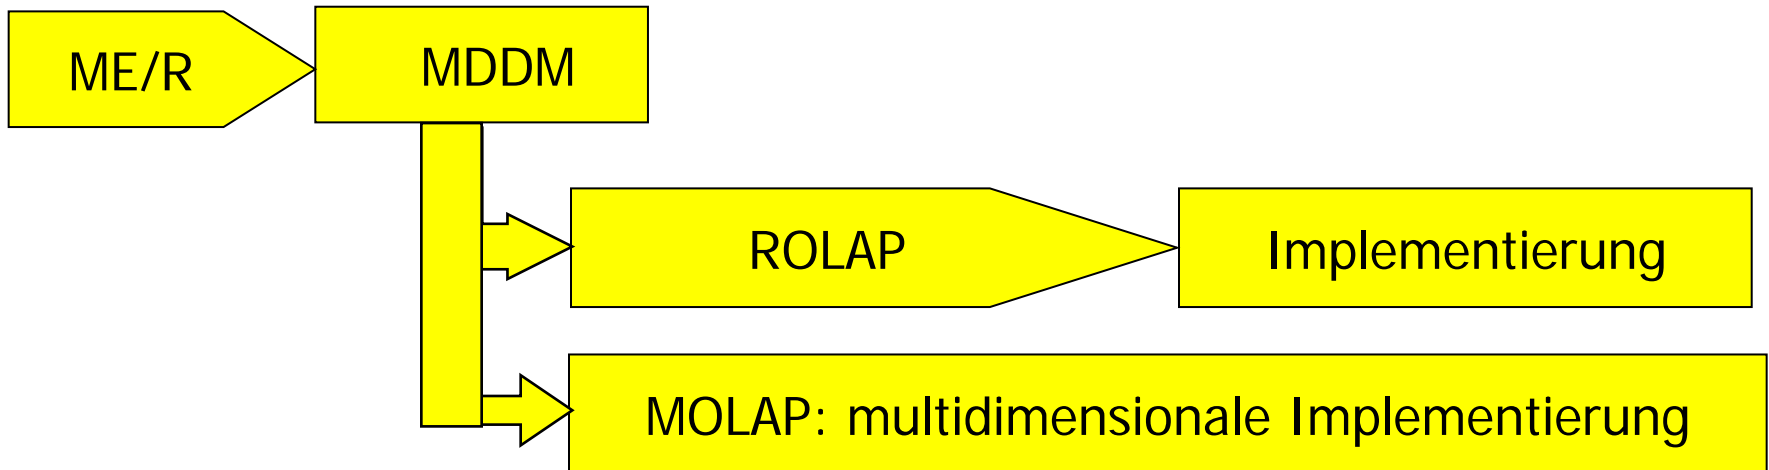 ME/R
MDDM
ROLAP
Implementierung
MOLAP: multidimensionale Implementierung